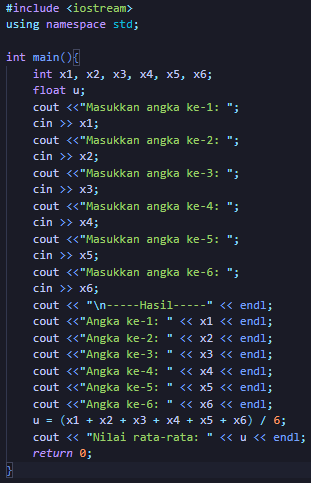 #include <iostream>
using namespace std;

int main(){
    int x1, x2, x3, x4, x5, x6;
    float u;
    cout <<"Masukkan angka ke-1: ";
    cin >> x1;
    cout <<"Masukkan angka ke-2: ";
    cin >> x2;
    cout <<"Masukkan angka ke-3: ";
    cin >> x3;
    cout <<"Masukkan angka ke-4: ";
    cin >> x4;
    cout <<"Masukkan angka ke-5: ";
    cin >> x5;
    cout <<"Masukkan angka ke-6: ";
    cin >> x6;
    cout << "\n-----Hasil-----" << endl;
    cout <<"Angka ke-1: " << x1 << endl;
    cout <<"Angka ke-2: " << x2 << endl;
    cout <<"Angka ke-3: " << x3 << endl;
    cout <<"Angka ke-4: " << x4 << endl;
    cout <<"Angka ke-5: " << x5 << endl;
    cout <<"Angka ke-6: " << x6 << endl;
    u = (x1 + x2 + x3 + x4 + x5 + x6) / 6;
    cout << "Nilai rata-rata: " << u << endl;
    return 0;
}